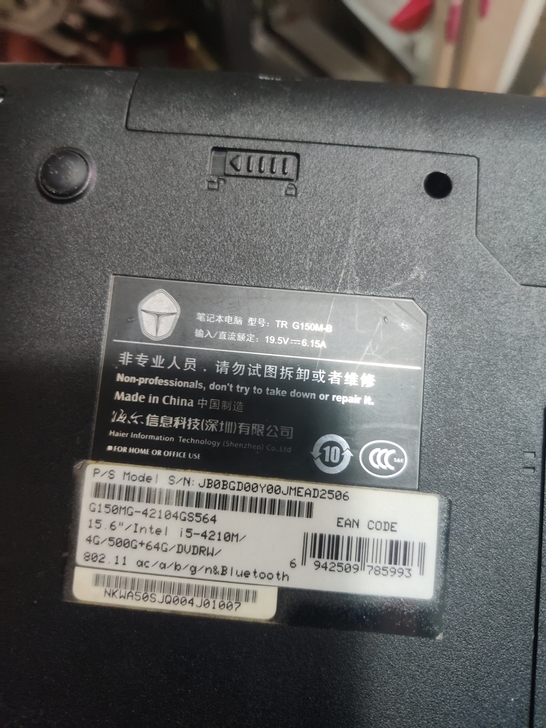 笔记本电脑 型号: TR G150M-B
输入/直流额定: 19.5V⎓6.15A
非专业人员，请勿试图拆卸或者维修
Non-professionals, don't try to take down or repair it.
Made in China 中国制造
海尔信息科技(深圳)有限公司
Haier Information Technology (Shenzhen) Co.,Ltd.
FOR HOME OR OFFICE USE
10
CCC
P/S Model S/N:JB0BGD00Y00JMEAD2506
G150MG-42104GS564
15.6"/Intel i5-4210M/
4G/500G+64G/DVDRW/
802.11 ac/a/b/g/n&Bluetooth
EAN CODE
6 942509 785993
NKWA50SJQ004J01007